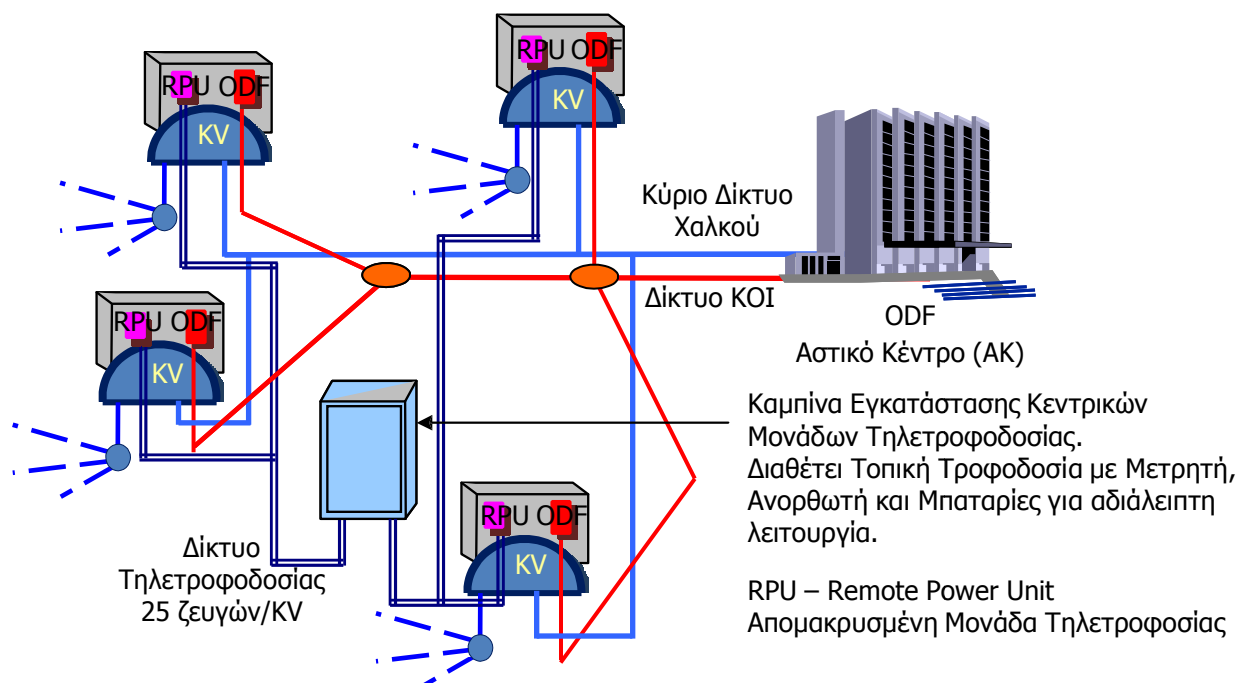 RPU ODF
KV
RPU ODF
KV
Κύριο Δίκτυο
Χαλκού
Δίκτυο ΚΟΙ
ODF
Αστικό Κέντρο (ΑΚ)
RPU ODF
KV
Καμπίνα Εγκατάστασης Κεντρικών
Μονάδων Τηλετροφοδοσίας.
Διαθέτει Τοπική Τροφοδοσία με Μετρητή,
Ανορθωτή και Μπαταρίες για αδιάλειπτη
λειτουργία.
RPU ODF
KV
Δίκτυο
Τηλετροφοδοσίας
25 ζευγών/KV
RPU – Remote Power Unit
Απομακρυσμένη Μονάδα Τηλετροφοσίας